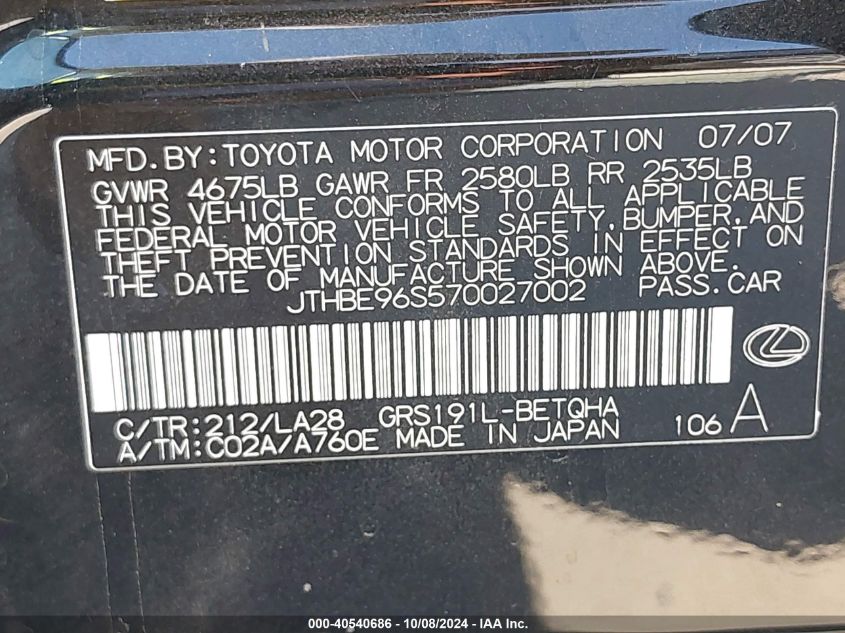 MFD.BY:TOYOTA MOTOR CORPORATION 07/07
GVWR 4675LB GAWR FR 2580LB RR 2535LB
THIS VEHICLE CONFORMS TO ALL APPLICABLE
FEDERAL MOTOR VEHICLE SAFETY,BUMPER,AND
THEFT PREVENTION STANDARDS IN EFFECT ON
THE DATE OF MANUFACTURE SHOWN ABOVE.
JTHBE96S570027002 PASS.CAR
C/TR:212/LA28 GRS191L-BETQHA
A/TM:C02A/A760E MADE IN JAPAN 106 A
000-40540686 - 10/08/2024 - IAA Inc.